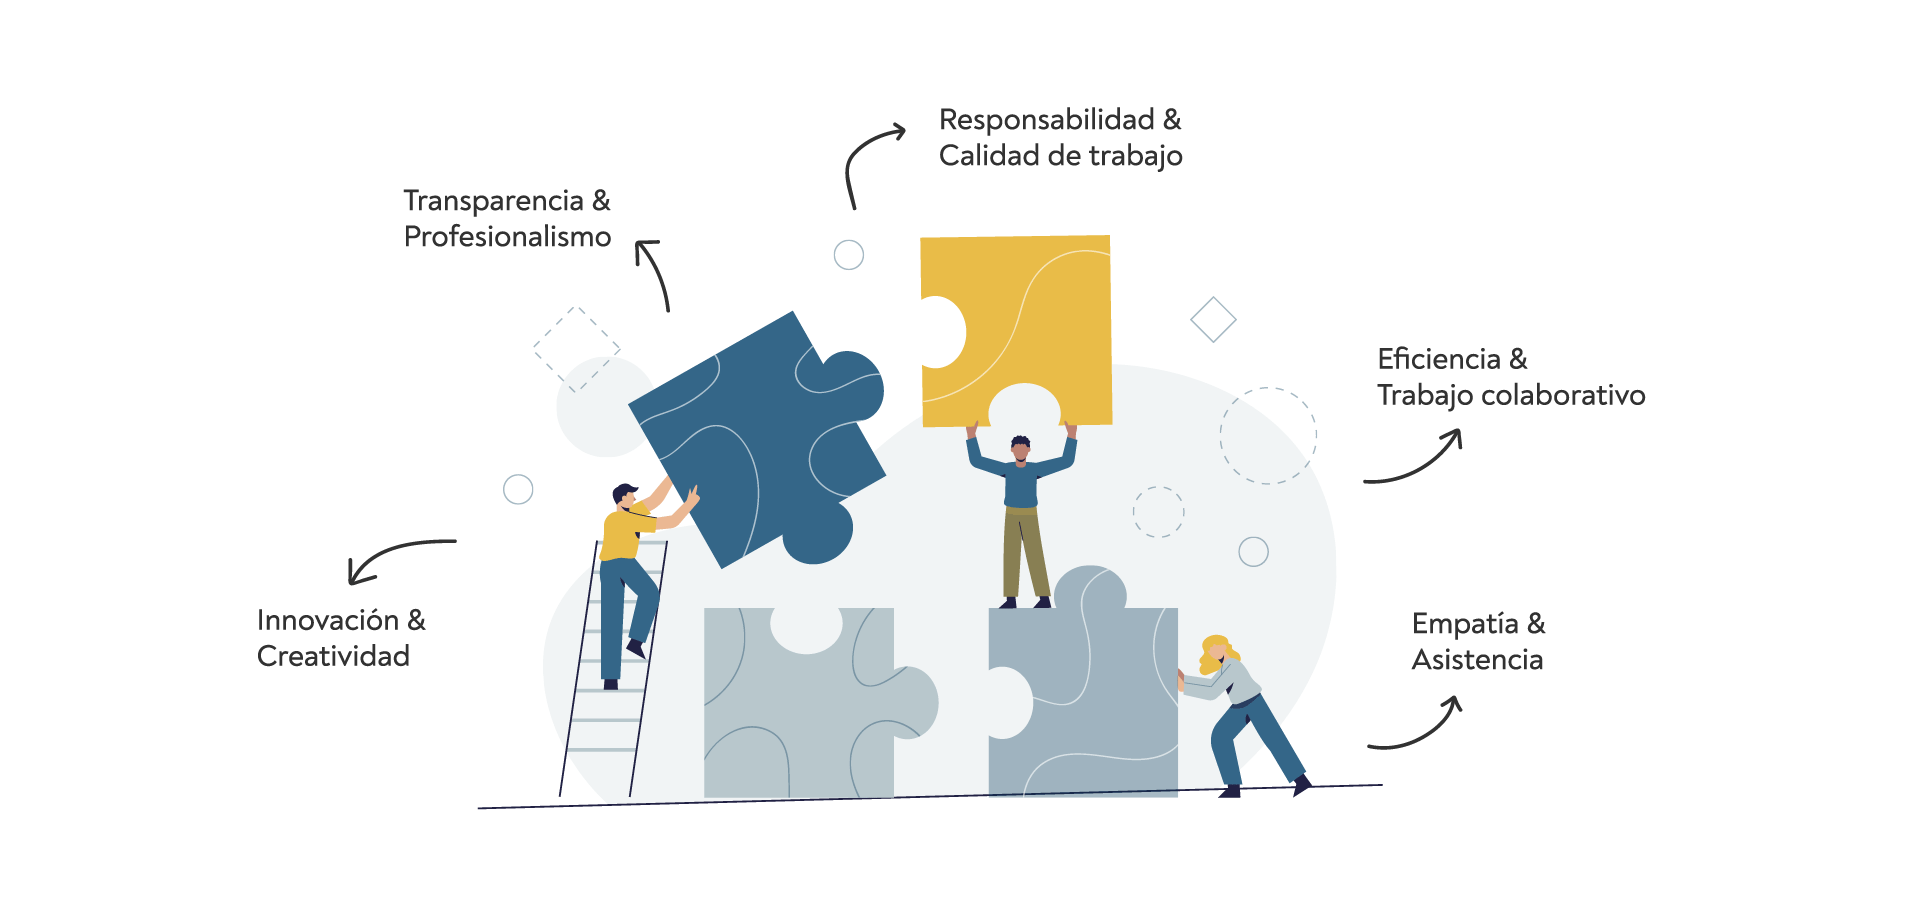 Responsabilidad &
Calidad de trabajo
Transparencia &
Profesionalismo
Eficiencia &
Trabajo colaborativo
Innovación &
Creatividad
Empatía &
Asistencia